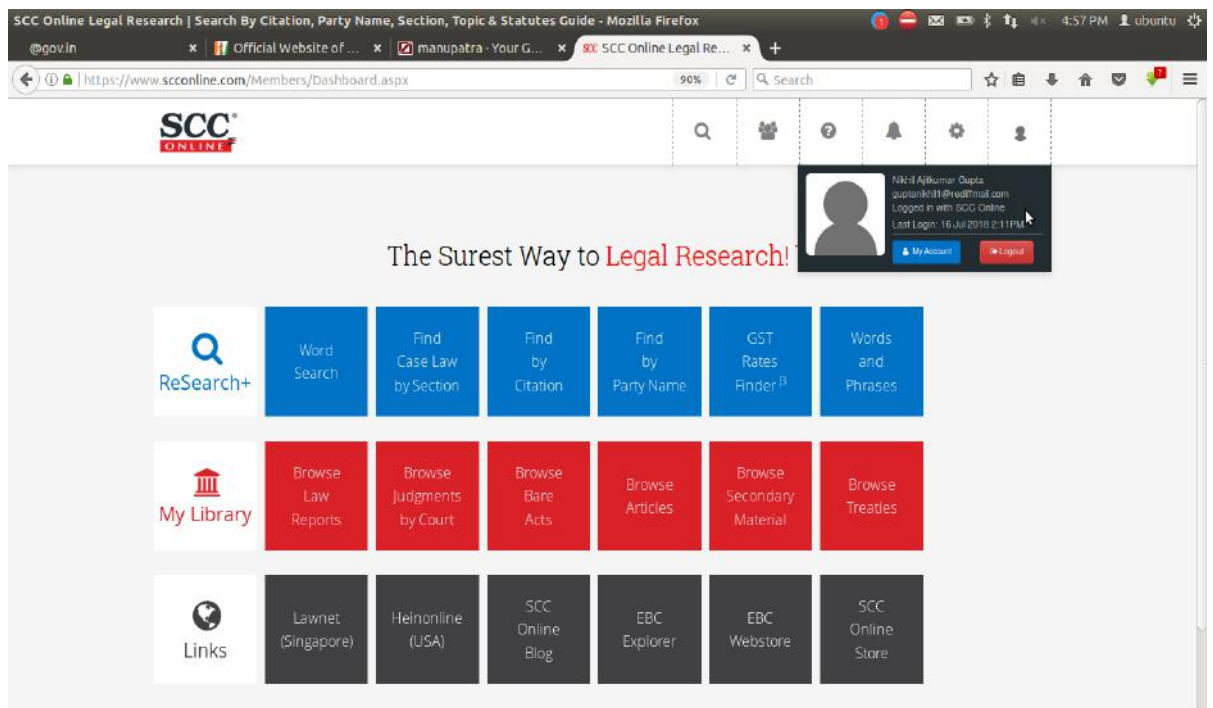 SCC Online Legal Research | Search By Citation, Party Name, Section, Topic & Statutes Guide - Mozilla Firefox
4:57 PM ubuntu
@gov.in
Official Website of ...
manupatra - Your G...
SCC Online Legal Re...
https://www.scconline.com/Members/Dashboard.aspx
90%
Search
SCC
ONLINE
Nikhil Ajitkumar Gupta
guptanikhil1@rediffmail.com
Logged in with SCC Online
Last Login: 16 Jul 2018 2:11PM
My Account
Logout
The Surest Way to Legal Research!
ReSearch+
Word
Search
Find
Case Law
by Section
Find
by
Citation
Find
by
Party Name
GST
Rates
Finder β
Words
and
Phrases
My Library
Browse
Law
Reports
Browse
Judgments
by Court
Browse
Bare
Acts
Browse
Articles
Browse
Secondary
Material
Browse
Treaties
Links
Lawnet
(Singapore)
Heinonline
(USA)
SCC
Online
Blog
EBC
Explorer
EBC
Webstore
SCC
Online
Store